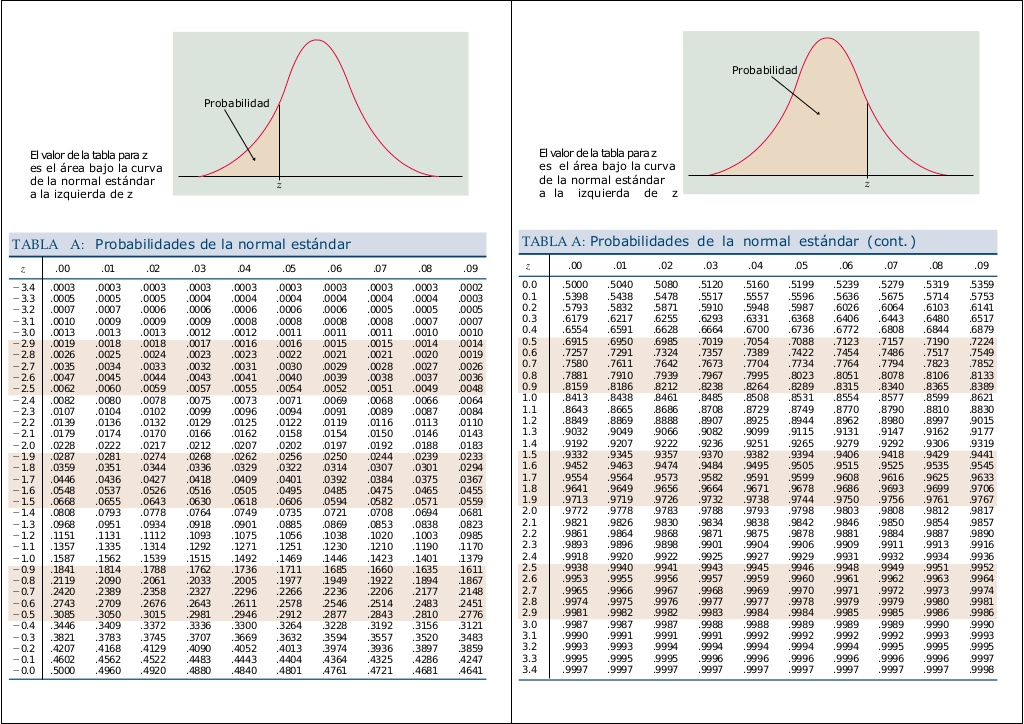 Probabilidad
El valor de la tabla para z
es el área bajo la curva
de la normal estándar
a la izquierda de z
z
TABLA A: Probabilidades de la normal estándar
z .00 .01 .02 .03 .04 .05 .06 .07 .08 .09
−3.4 .0003 .0003 .0003 .0003 .0003 .0003 .0003 .0003 .0003 .0002
−3.3 .0005 .0005 .0005 .0004 .0004 .0004 .0004 .0004 .0004 .0003
−3.2 .0007 .0007 .0006 .0006 .0006 .0006 .0006 .0005 .0005 .0005
−3.1 .0010 .0009 .0009 .0009 .0008 .0008 .0008 .0008 .0007 .0007
−3.0 .0013 .0013 .0013 .0012 .0012 .0011 .0011 .0011 .0010 .0010
−2.9 .0019 .0018 .0018 .0017 .0016 .0016 .0015 .0015 .0014 .0014
−2.8 .0026 .0025 .0024 .0023 .0023 .0022 .0021 .0021 .0020 .0019
−2.7 .0035 .0034 .0033 .0032 .0031 .0030 .0029 .0028 .0027 .0026
−2.6 .0047 .0045 .0044 .0043 .0041 .0040 .0039 .0038 .0037 .0036
−2.5 .0062 .0060 .0059 .0057 .0055 .0054 .0052 .0051 .0049 .0048
−2.4 .0082 .0080 .0078 .0075 .0073 .0071 .0069 .0068 .0066 .0064
−2.3 .0107 .0104 .0102 .0099 .0096 .0094 .0091 .0089 .0087 .0084
−2.2 .0139 .0136 .0132 .0129 .0125 .0122 .0119 .0116 .0113 .0110
−2.1 .0179 .0174 .0170 .0166 .0162 .0158 .0154 .0150 .0146 .0143
−2.0 .0228 .0222 .0217 .0212 .0207 .0202 .0197 .0192 .0188 .0183
−1.9 .0287 .0281 .0274 .0268 .0262 .0256 .0250 .0244 .0239 .0233
−1.8 .0359 .0351 .0344 .0336 .0329 .0322 .0314 .0307 .0301 .0294
−1.7 .0446 .0436 .0427 .0418 .0409 .0401 .0392 .0384 .0375 .0367
−1.6 .0548 .0537 .0526 .0516 .0505 .0495 .0485 .0475 .0465 .0455
−1.5 .0668 .0655 .0643 .0630 .0618 .0606 .0594 .0582 .0571 .0559
−1.4 .0808 .0793 .0778 .0764 .0749 .0735 .0721 .0708 .0694 .0681
−1.3 .0968 .0951 .0934 .0918 .0901 .0885 .0869 .0853 .0838 .0823
−1.2 .1151 .1131 .1112 .1093 .1075 .1056 .1038 .1020 .1003 .0985
−1.1 .1357 .1335 .1314 .1292 .1271 .1251 .1230 .1210 .1190 .1170
−1.0 .1587 .1562 .1539 .1515 .1492 .1469 .1446 .1423 .1401 .1379
−0.9 .1841 .1814 .1788 .1762 .1736 .1711 .1685 .1660 .1635 .1611
−0.8 .2119 .2090 .2061 .2033 .2005 .1977 .1949 .1922 .1894 .1867
−0.7 .2420 .2389 .2358 .2327 .2296 .2266 .2236 .2206 .2177 .2148
−0.6 .2743 .2709 .2676 .2643 .2611 .2578 .2546 .2514 .2483 .2451
−0.5 .3085 .3050 .3015 .2981 .2946 .2912 .2877 .2843 .2810 .2776
−0.4 .3446 .3409 .3372 .3336 .3300 .3264 .3228 .3192 .3156 .3121
−0.3 .3821 .3783 .3745 .3707 .3669 .3632 .3594 .3557 .3520 .3483
−0.2 .4207 .4168 .4129 .4090 .4052 .4013 .3974 .3936 .3897 .3859
−0.1 .4602 .4562 .4522 .4483 .4443 .4404 .4364 .4325 .4286 .4247
−0.0 .5000 .4960 .4920 .4880 .4840 .4801 .4761 .4721 .4681 .4641
Probabilidad
El valor de la tabla para z
es el área bajo la curva
de la normal estándar
a la izquierda de z
z
TABLA A: Probabilidades de la normal estándar (cont.)
z .00 .01 .02 .03 .04 .05 .06 .07 .08 .09
0.0 .5000 .5040 .5080 .5120 .5160 .5199 .5239 .5279 .5319 .5359
0.1 .5398 .5438 .5478 .5517 .5557 .5596 .5636 .5675 .5714 .5753
0.2 .5793 .5832 .5871 .5910 .5948 .5987 .6026 .6064 .6103 .6141
0.3 .6179 .6217 .6255 .6293 .6331 .6368 .6406 .6443 .6480 .6517
0.4 .6554 .6591 .6628 .6664 .6700 .6736 .6772 .6808 .6844 .6879
0.5 .6915 .6950 .6985 .7019 .7054 .7088 .7123 .7157 .7190 .7224
0.6 .7257 .7291 .7324 .7357 .7389 .7422 .7454 .7486 .7517 .7549
0.7 .7580 .7611 .7642 .7673 .7704 .7734 .7764 .7794 .7823 .7852
0.8 .7881 .7910 .7939 .7967 .7995 .8023 .8051 .8078 .8106 .8133
0.9 .8159 .8186 .8212 .8238 .8264 .8289 .8315 .8340 .8365 .8389
1.0 .8413 .8438 .8461 .8485 .8508 .8531 .8554 .8577 .8599 .8621
1.1 .8643 .8665 .8686 .8708 .8729 .8749 .8770 .8790 .8810 .8830
1.2 .8849 .8869 .8888 .8907 .8925 .8944 .8962 .8980 .8997 .9015
1.3 .9032 .9049 .9066 .9082 .9099 .9115 .9131 .9147 .9162 .9177
1.4 .9192 .9207 .9222 .9236 .9251 .9265 .9279 .9292 .9306 .9319
1.5 .9332 .9345 .9357 .9370 .9382 .9394 .9406 .9418 .9429 .9441
1.6 .9452 .9463 .9474 .9484 .9495 .9505 .9515 .9525 .9535 .9545
1.7 .9554 .9564 .9573 .9582 .9591 .9599 .9608 .9616 .9625 .9633
1.8 .9641 .9649 .9656 .9664 .9671 .9678 .9686 .9693 .9699 .9706
1.9 .9713 .9719 .9726 .9732 .9738 .9744 .9750 .9756 .9761 .9767
2.0 .9772 .9778 .9783 .9788 .9793 .9798 .9803 .9808 .9812 .9817
2.1 .9821 .9826 .9830 .9834 .9838 .9842 .9846 .9850 .9854 .9857
2.2 .9861 .9864 .9868 .9871 .9875 .9878 .9881 .9884 .9887 .9890
2.3 .9893 .9896 .9898 .9901 .9904 .9906 .9909 .9911 .9913 .9916
2.4 .9918 .9920 .9922 .9925 .9927 .9929 .9931 .9932 .9934 .9936
2.5 .9938 .9940 .9941 .9943 .9945 .9946 .9948 .9949 .9951 .9952
2.6 .9953 .9955 .9956 .9957 .9959 .9960 .9961 .9962 .9963 .9964
2.7 .9965 .9966 .9967 .9968 .9969 .9970 .9971 .9972 .9973 .9974
2.8 .9974 .9975 .9976 .9977 .9977 .9978 .9979 .9979 .9980 .9981
2.9 .9981 .9982 .9982 .9983 .9984 .9984 .9985 .9985 .9986 .9986
3.0 .9987 .9987 .9987 .9988 .9988 .9989 .9989 .9989 .9990 .9990
3.1 .9990 .9991 .9991 .9991 .9992 .9992 .9992 .9992 .9993 .9993
3.2 .9993 .9993 .9994 .9994 .9994 .9994 .9994 .9995 .9995 .9995
3.3 .9995 .9995 .9995 .9996 .9996 .9996 .9996 .9996 .9996 .9997
3.4 .9997 .9997 .9997 .9997 .9997 .9997 .9997 .9997 .9997 .9998